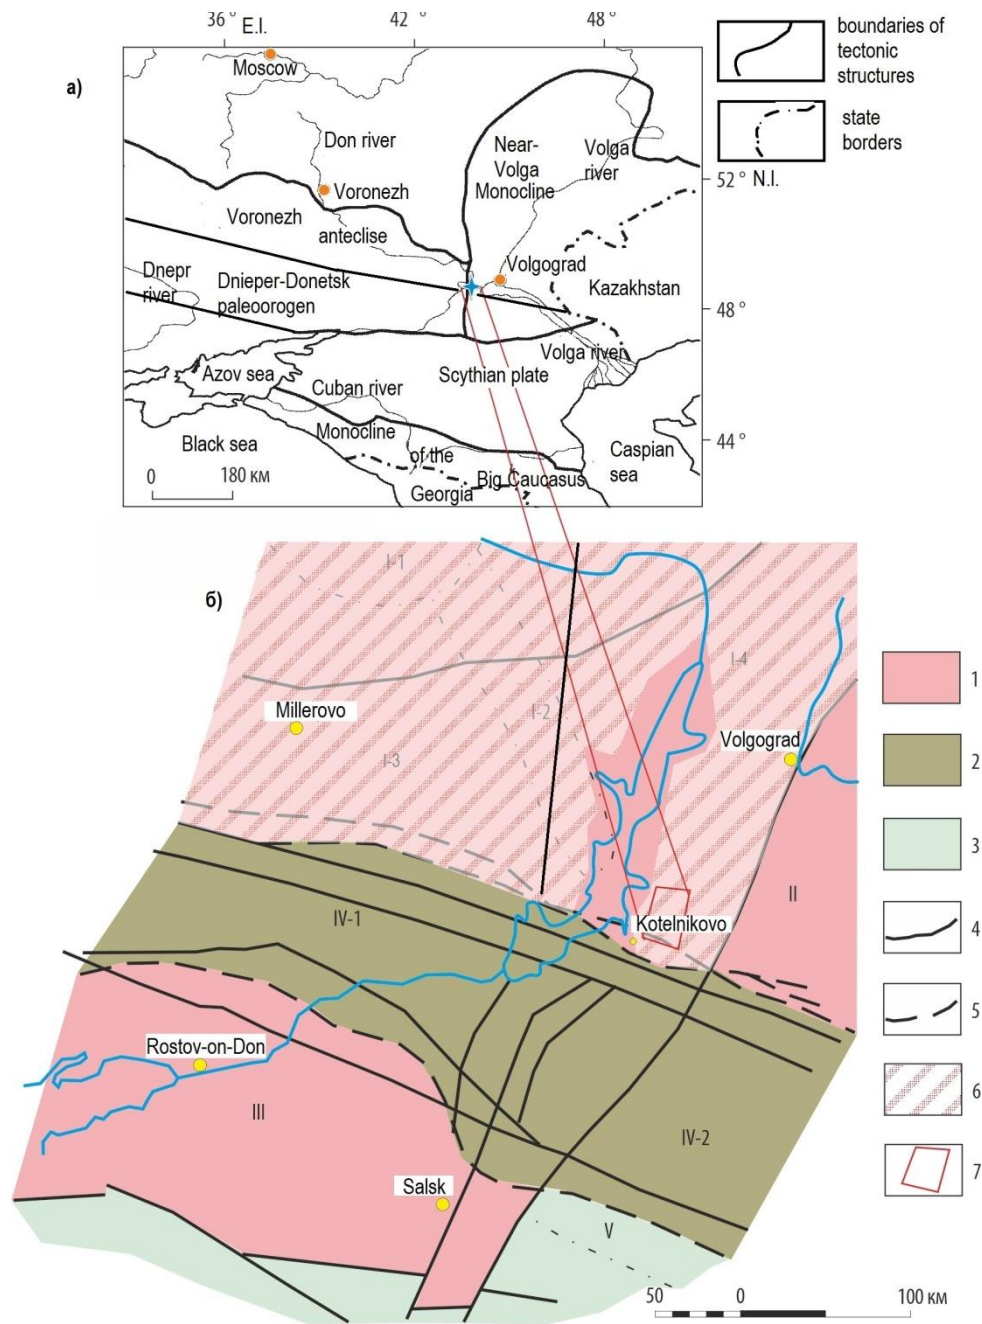 36 °
E.I.
42 °
48 °
boundaries of
tectonic
structures
state
borders
а)
Moscow
Don river
Near-
Volga
Monocline
Volga
river
52 °
N.I.
Voronezh
Voronezh
anteclise
Volgograd
Dnepr
river
Dnieper-Donetsk
paleoorogen
Kazakhstan
48 °
Volga river
Azov sea
Scythian plate
Cuban river
Monocline
of the
Big Caucasus
Black sea
Caspian
sea
44 °
Georgia
0
180 км
б)
I-1
I-4
I-2
I-3
Millerovo
Volgograd
II
Kotelnikovo
IV-1
Rostov-on-Don
III
IV-2
Salsk
V
1
2
3
4
5
6
7
50
0
100 км